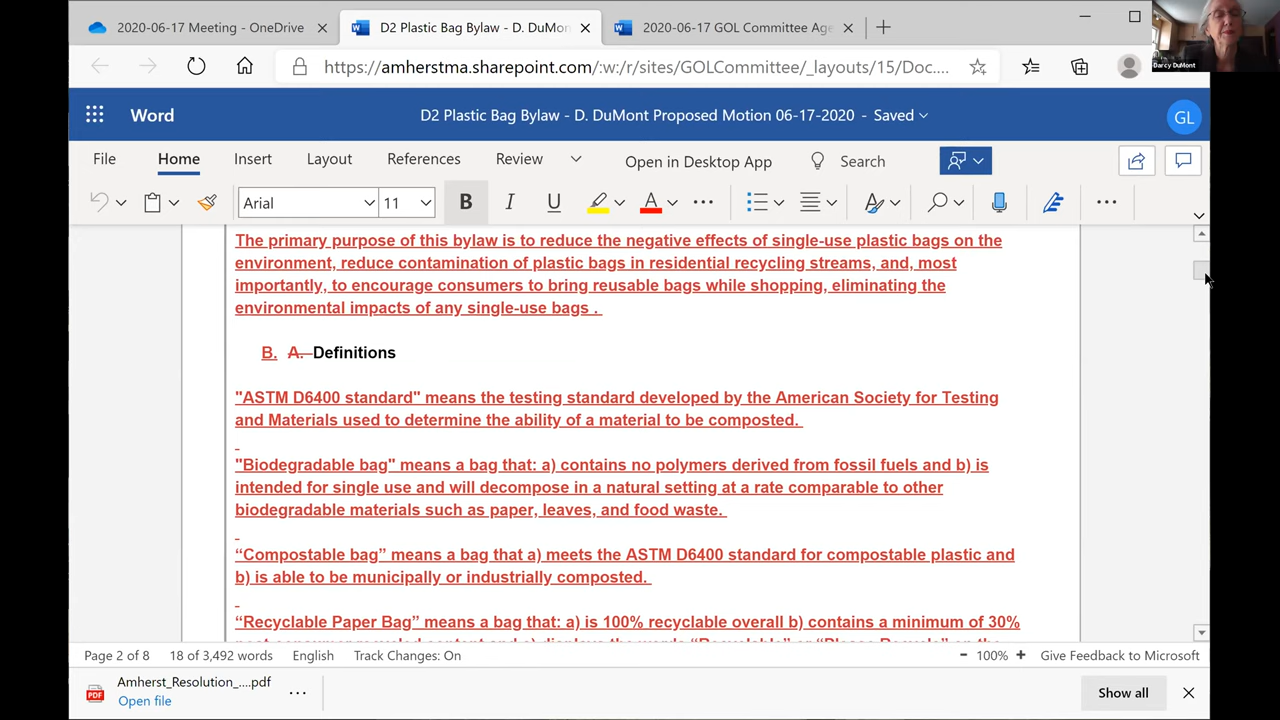 2020-06-17 Meeting - OneDrive
D2 Plastic Bag Bylaw - D. DuMon
2020-06-17 GOL Committee Age
https://amherstma.sharepoint.com/:w:/r/sites/GOLCommittee/_layouts/15/Doc....
Darcy DuMont
Word
D2 Plastic Bag Bylaw - D. DuMont Proposed Motion 06-17-2020 - Saved
GL
File Home Insert Layout References Review Open in Desktop App Search
Arial 11 B I U A
The primary purpose of this bylaw is to reduce the negative effects of single-use plastic bags on the
environment, reduce contamination of plastic bags in residential recycling streams, and, most
importantly, to encourage consumers to bring reusable bags while shopping, eliminating the
environmental impacts of any single-use bags .
B. A. Definitions
"ASTM D6400 standard" means the testing standard developed by the American Society for Testing
and Materials used to determine the ability of a material to be composted.
"Biodegradable bag" means a bag that: a) contains no polymers derived from fossil fuels and b) is
intended for single use and will decompose in a natural setting at a rate comparable to other
biodegradable materials such as paper, leaves, and food waste.
“Compostable bag” means a bag that a) meets the ASTM D6400 standard for compostable plastic and
b) is able to be municipally or industrially composted.
“Recyclable Paper Bag” means a bag that: a) is 100% recyclable overall b) contains a minimum of 30%
Page 2 of 8 18 of 3,492 words English Track Changes: On - 100% + Give Feedback to Microsoft
PDF
Amherst_Resolution_....pdf
Open file
Show all